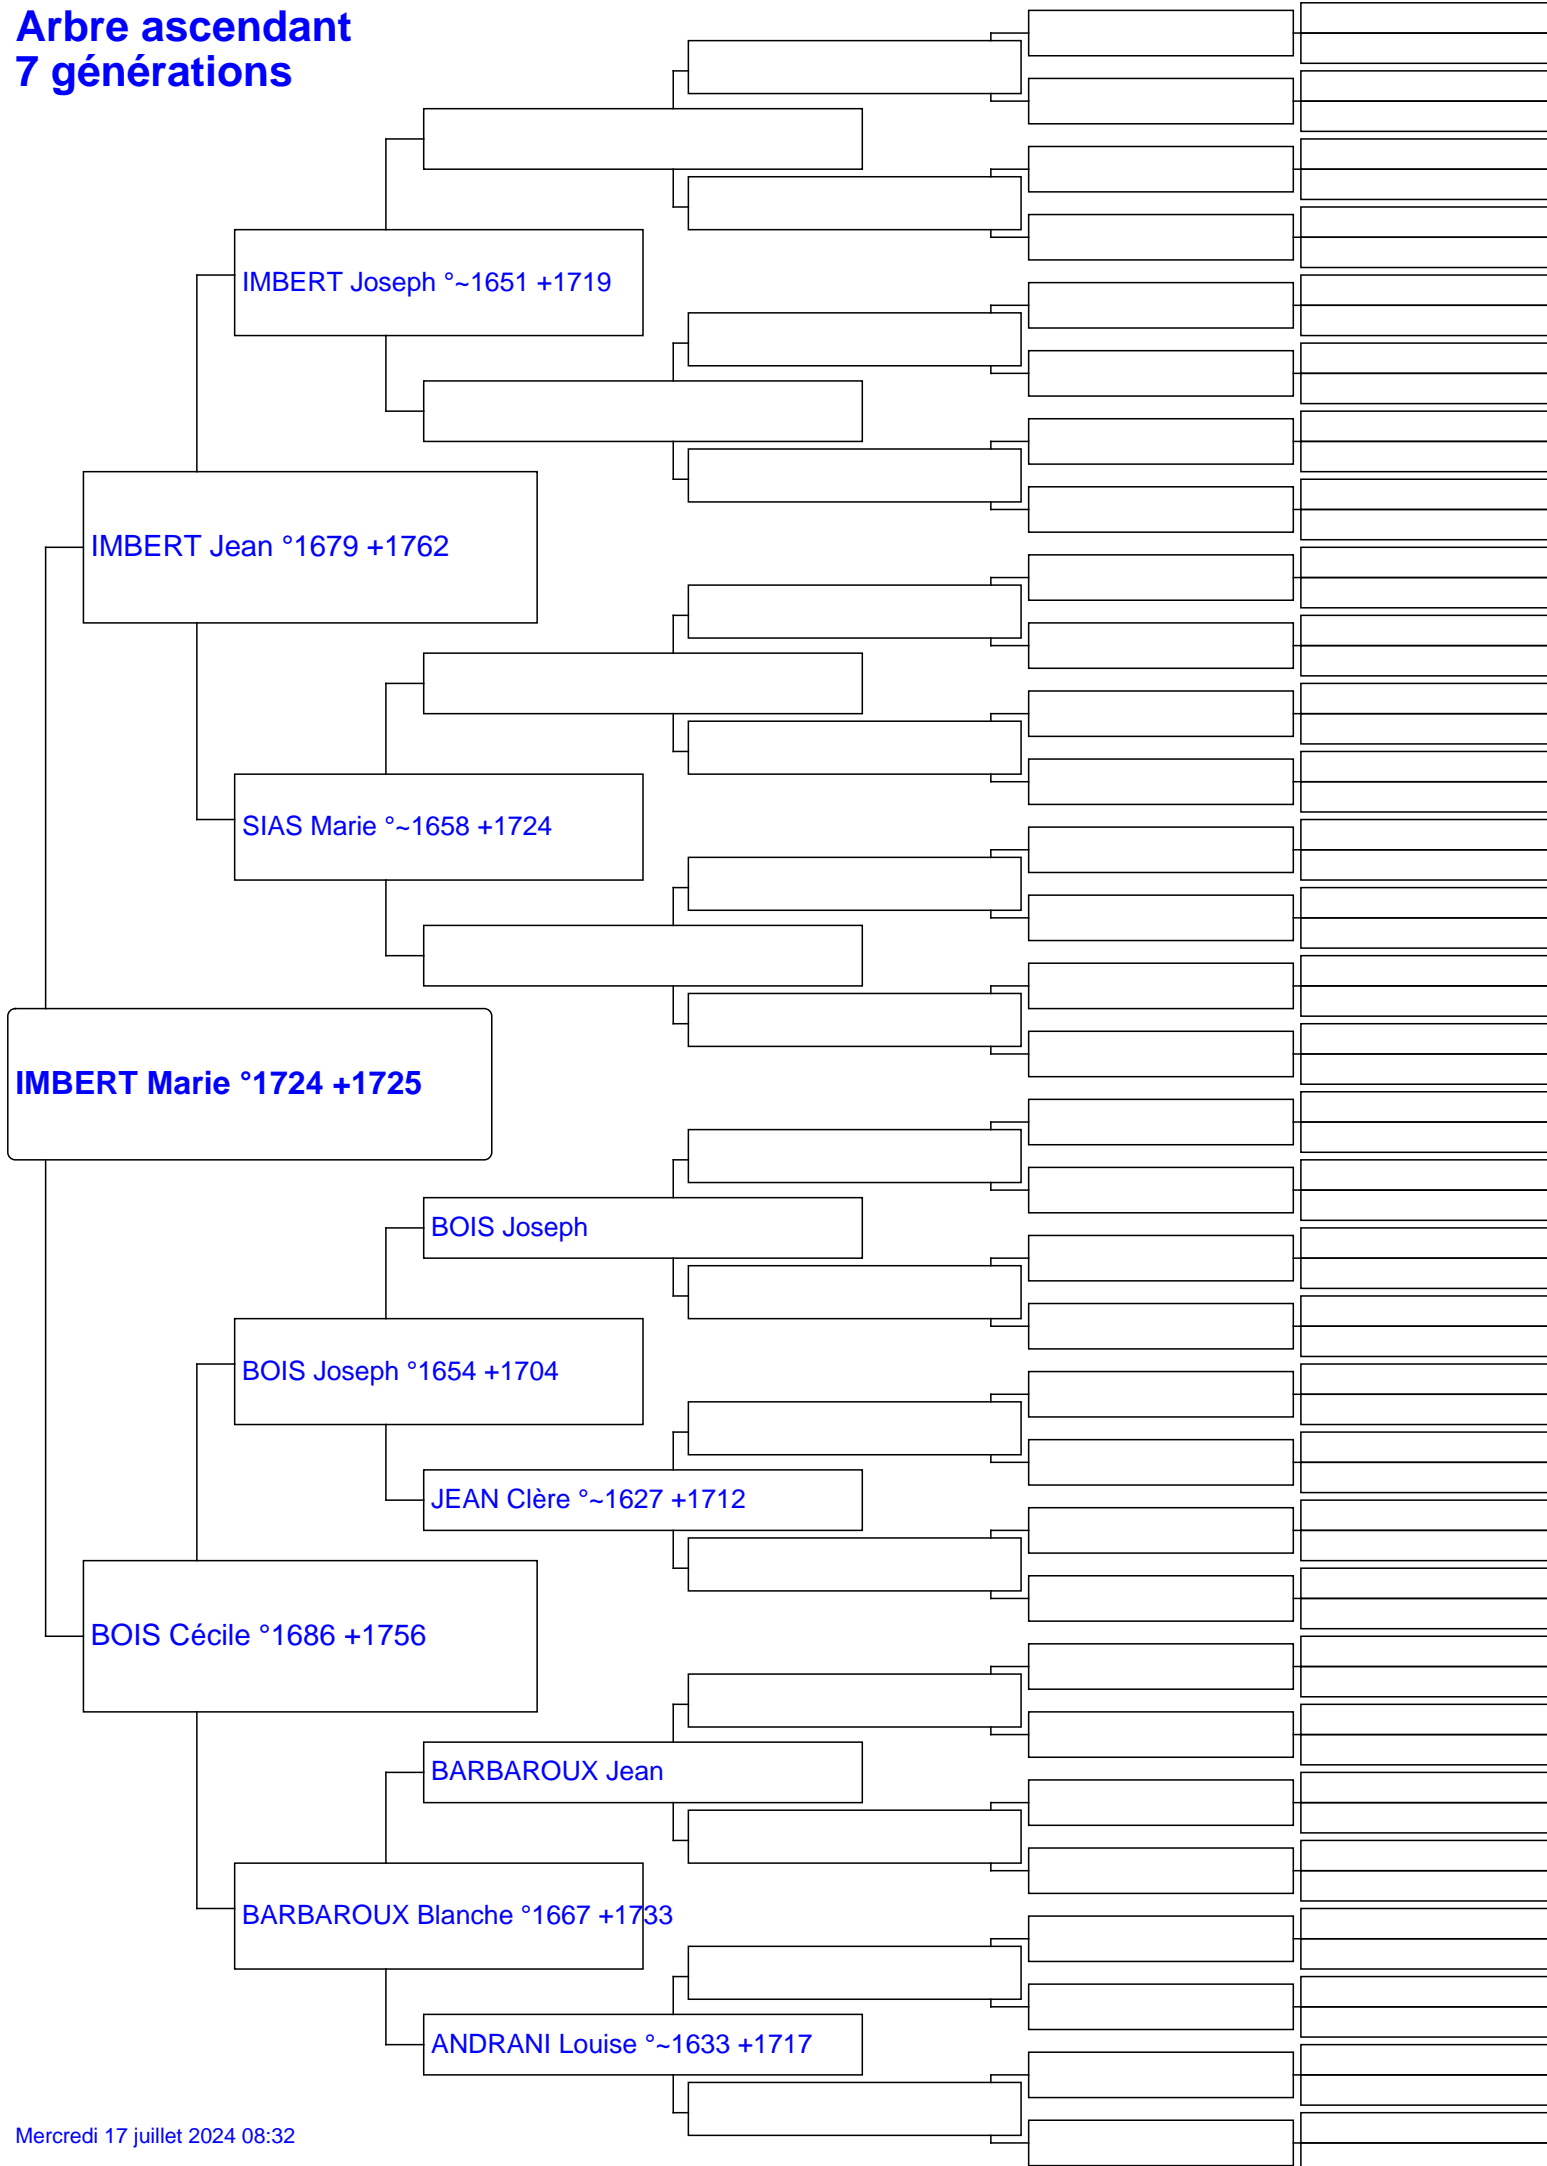 Arbre ascendant
7 générations
IMBERT Joseph °~1651 +1719
IMBERT Jean °1679 +1762
SIAS Marie °~1658 +1724
IMBERT Marie °1724 +1725
BOIS Joseph
BOIS Joseph °1654 +1704
JEAN Clère °~1627 +1712
BOIS Cécile °1686 +1756
BARBAROUX Jean
BARBAROUX Blanche °1667 +1733
ANDRANI Louise °~1633 +1717
Mercredi 17 juillet 2024 08:32